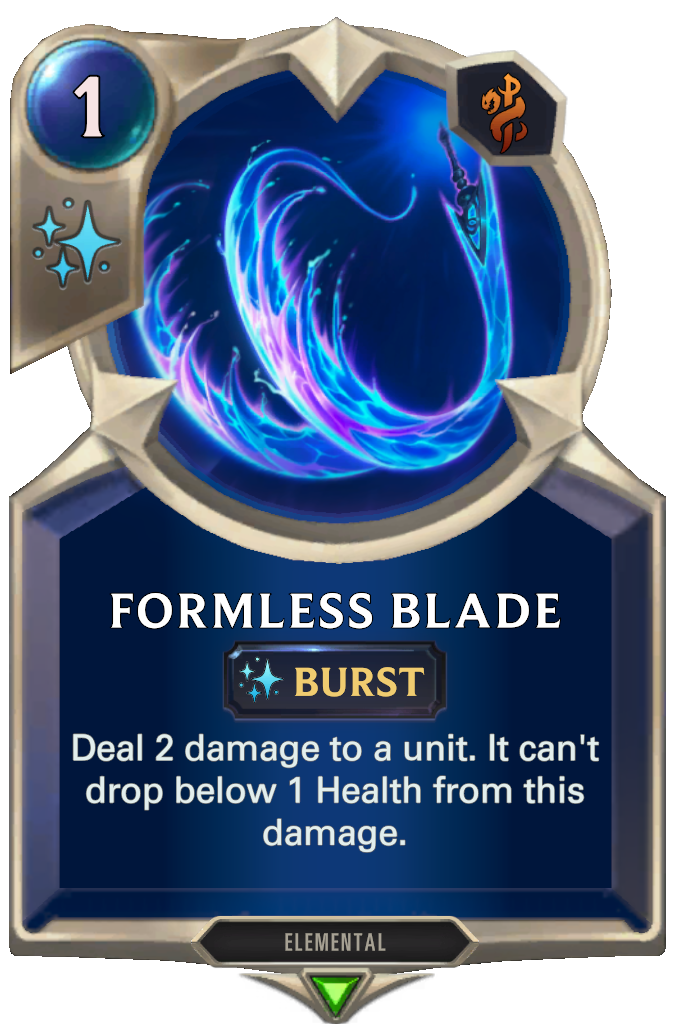 1
FORMLESS BLADE
BURST
Deal 2 damage to a unit. It can't
drop below 1 Health from this
damage.
ELEMENTAL